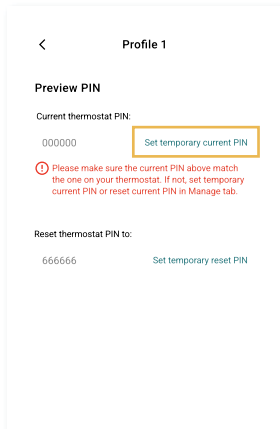 Profile 1
Preview PIN
Current thermostat PIN:
000000 Set temporary current PIN
Please make sure the current PIN above match
the one on your thermostat. If not, set temporary
current PIN or reset current PIN in Manage tab.
Reset thermostat PIN to:
666666 Set temporary reset PIN